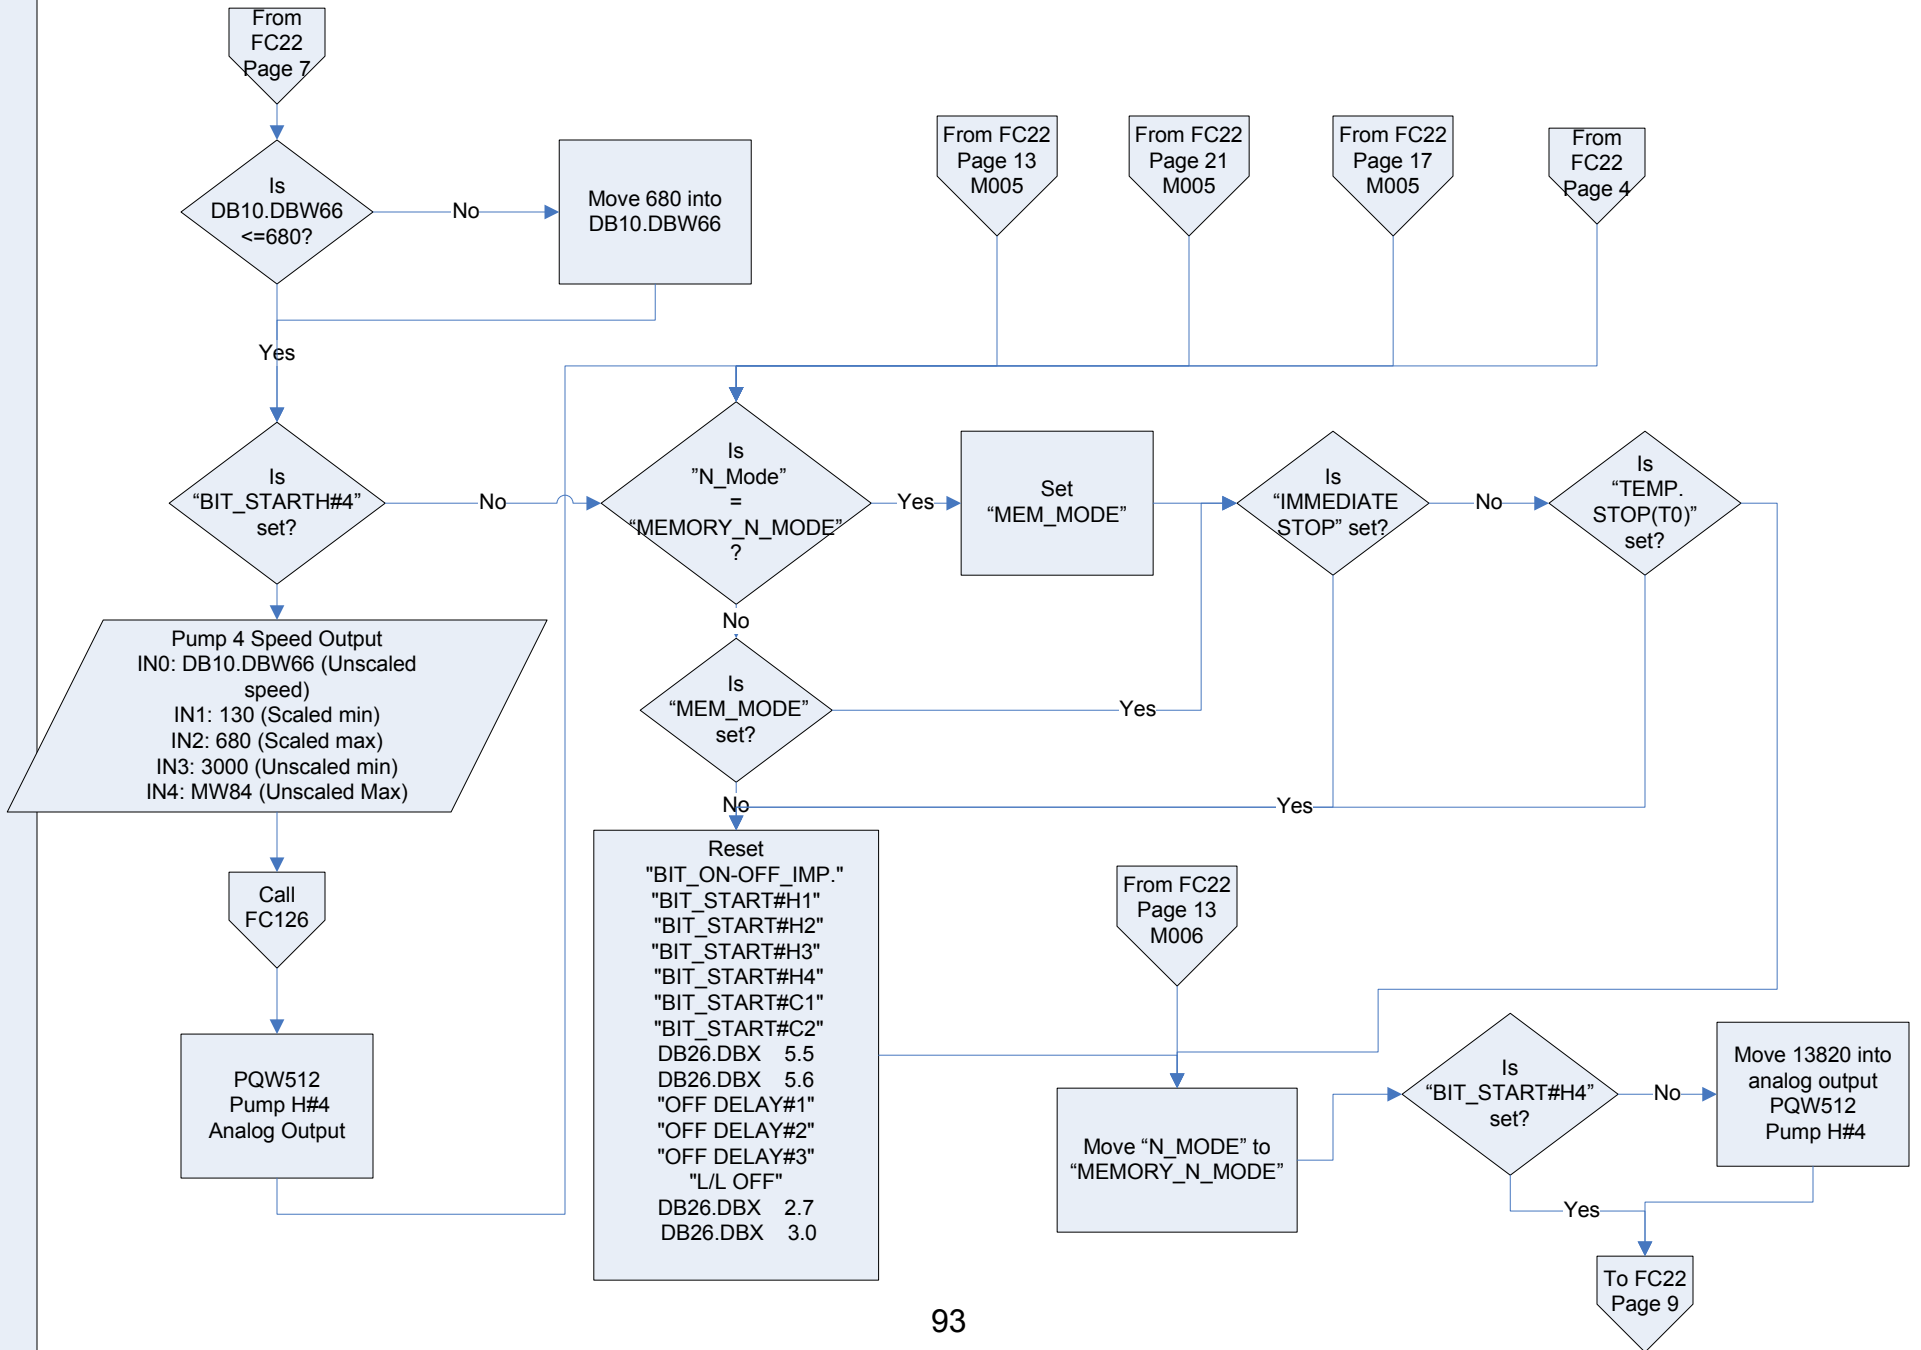 From
FC22
Page 7
Is
DB10.DBW66
<=680?
No
Move 680 into
DB10.DBW66
Yes
From FC22
Page 13
M005
From FC22
Page 21
M005
From FC22
Page 17
M005
From
FC22
Page 4
Is
“BIT_STARTH#4”
set?
No
Is
”N_Mode”
=
“MEMORY_N_MODE”
?
Yes
Set
“MEM_MODE”
Is
“IMMEDIATE
STOP” set?
No
Is
“TEMP.
STOP(T0)”
set?
No
Is
“MEM_MODE”
set?
Yes
No
Yes
Pump 4 Speed Output
IN0: DB10.DBW66 (Unscaled
speed)
IN1: 130 (Scaled min)
IN2: 680 (Scaled max)
IN3: 3000 (Unscaled min)
IN4: MW84 (Unscaled Max)
Call
FC126
PQW512
Pump H#4
Analog Output
Reset
"BIT_ON-OFF_IMP."
"BIT_START#H1"
"BIT_START#H2"
"BIT_START#H3"
"BIT_START#H4"
"BIT_START#C1"
"BIT_START#C2"
DB26.DBX 5.5
DB26.DBX 5.6
"OFF DELAY#1"
"OFF DELAY#2"
"OFF DELAY#3"
"L/L OFF"
DB26.DBX 2.7
DB26.DBX 3.0
From FC22
Page 13
M006
Move “N_MODE” to
“MEMORY_N_MODE”
Is
“BIT_START#H4”
set?
No
Move 13820 into
analog output
PQW512
Pump H#4
Yes
To FC22
Page 9
93